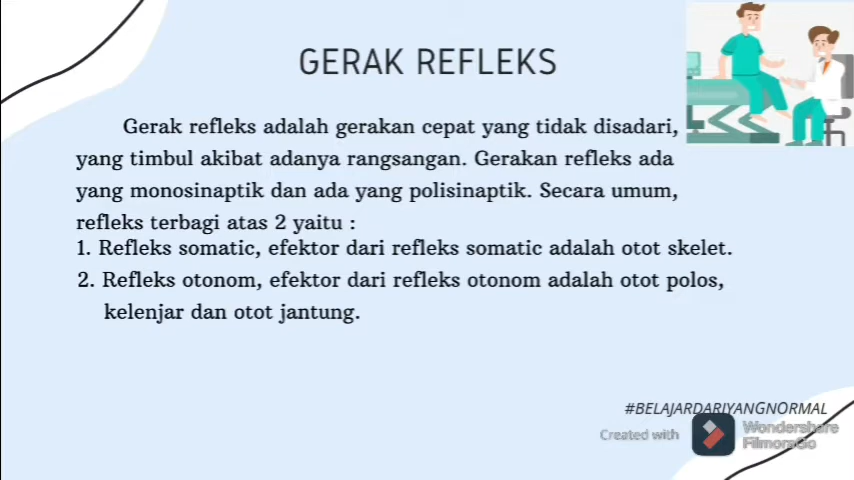 GERAK REFLEKS
Gerak refleks adalah gerakan cepat yang tidak disadari,
yang timbul akibat adanya rangsangan. Gerakan refleks ada
yang monosinaptik dan ada yang polisinaptik. Secara umum,
refleks terbagi atas 2 yaitu :
1. Refleks somatic, efektor dari refleks somatic adalah otot skelet.
2. Refleks otonom, efektor dari refleks otonom adalah otot polos,
kelenjar dan otot jantung.
#BELAJARDARIYANGNORMAL
Created with Wondershare
FilmoraGo